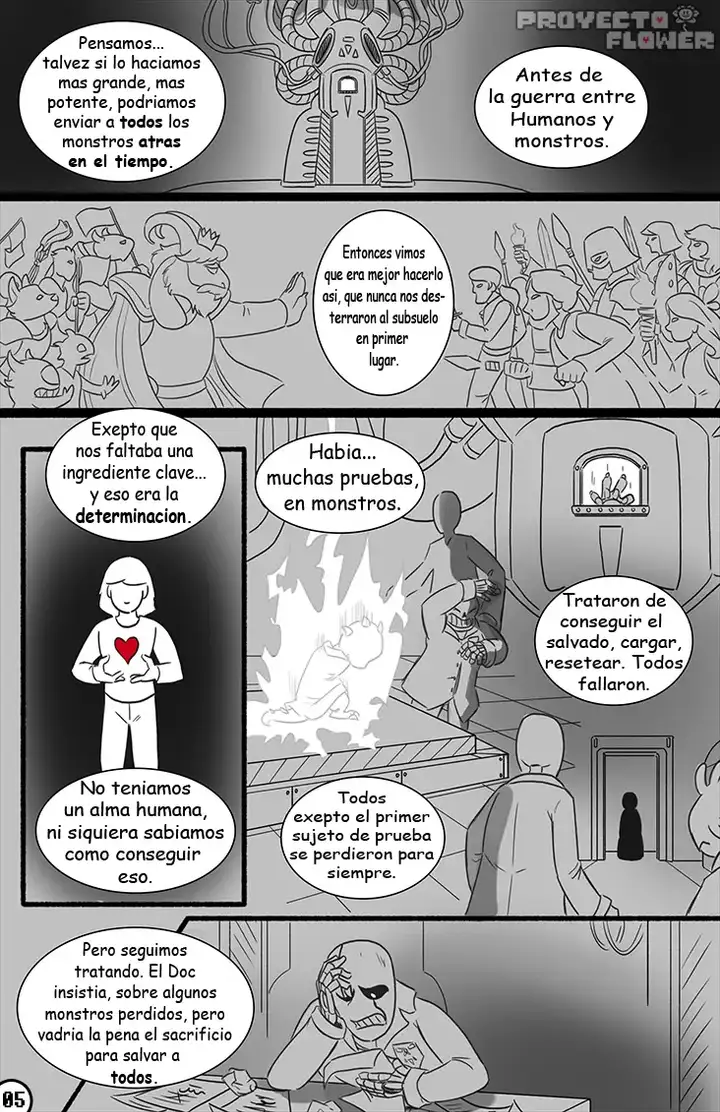 PROYECTO
FLOWER
Pensamos...
talvez si lo haciamos
mas grande, mas
potente, podriamos
enviar a todos los
monstros atras
en el tiempo.
Antes de
la guerra entre
Humanos y
monstros.
Entonces vimos
que era mejor hacerlo
asi, que nunca nos des-
terraron al subsuelo
en primer
lugar.
Exepto que
nos faltaba una
ingrediente clave...
y eso era la
determinacion.
No teniamos
un alma humana,
ni siquiera sabiamos
como conseguir
eso.
Habia...
muchas pruebas,
en monstros.
Trataron de
conseguir el
salvado, cargar,
resetear. Todos
fallaron.
Todos
exepto el primer
sujeto de prueba
se perdieron para
siempre.
Pero seguimos
tratando. El Doc
insistia, sobre algunos
monstros perdidos, pero
vadria la pena el sacrificio
para salvar a
todos.
05